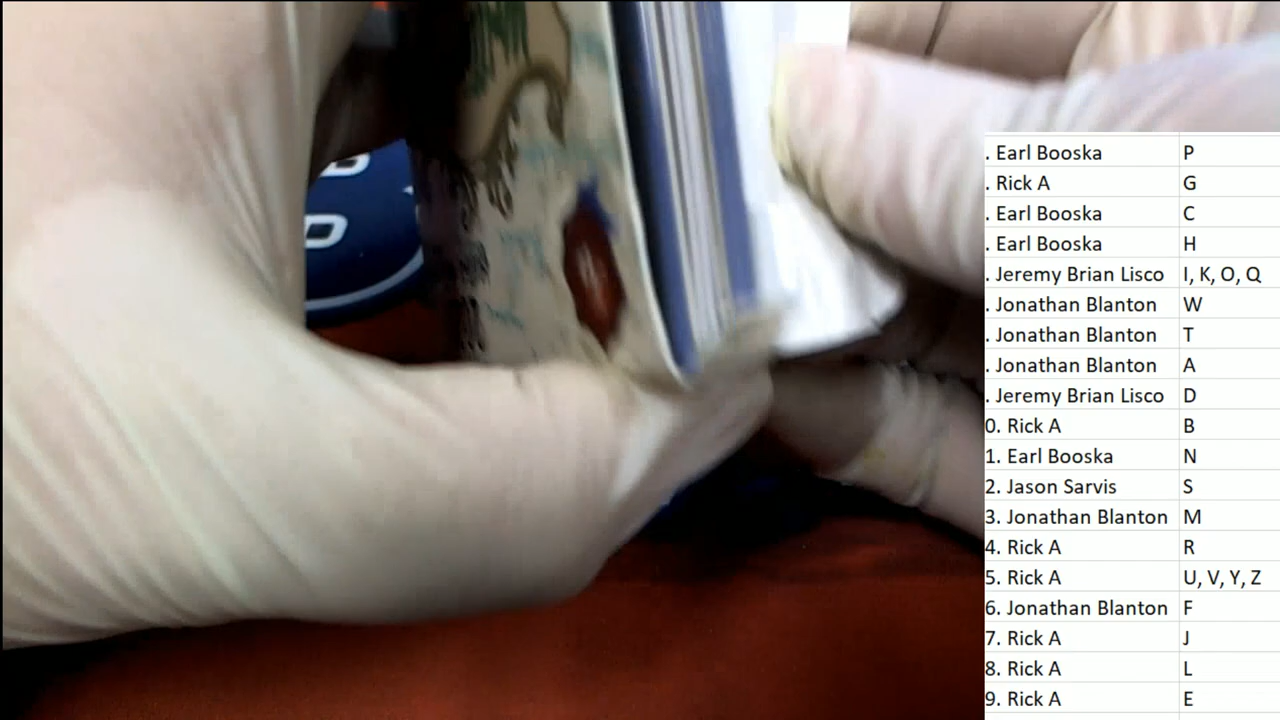 . Earl Booska P
. Rick A G
. Earl Booska C
. Earl Booska H
. Jeremy Brian Lisco I, K, O, Q
. Jonathan Blanton W
. Jonathan Blanton T
. Jonathan Blanton A
. Jeremy Brian Lisco D
0. Rick A B
1. Earl Booska N
2. Jason Sarvis S
3. Jonathan Blanton M
4. Rick A R
5. Rick A U, V, Y, Z
6. Jonathan Blanton F
7. Rick A J
8. Rick A L
9. Rick A E